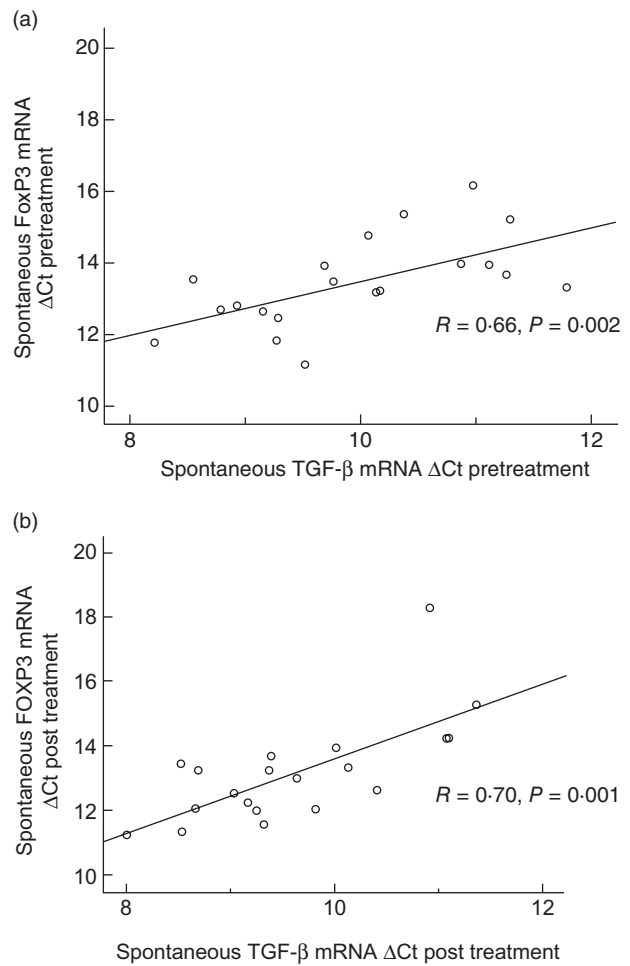 (a)
20
18
16
14
12
10
Spontaneous FoxP3 mRNA
ΔCt pretreatment
R = 0·66, P = 0·002
8 10 12
Spontaneous TGF-β mRNA ΔCt pretreatment
(b)
20
18
16
14
12
10
Spontaneous FOXP3 mRNA
ΔCt post treatment
R = 0·70, P = 0·001
8 10 12
Spontaneous TGF-β mRNA ΔCt post treatment